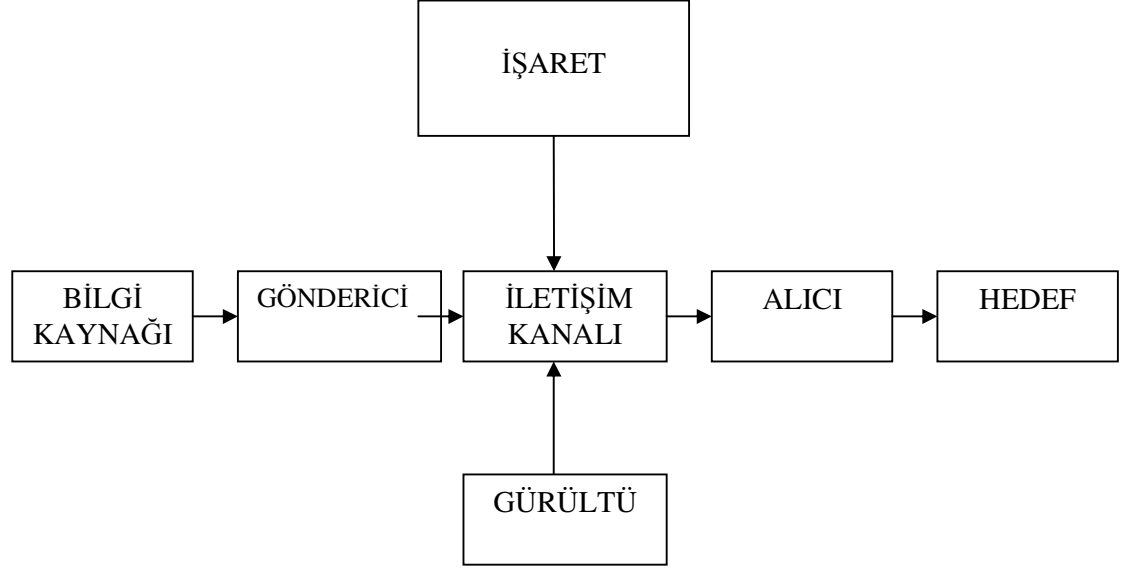 İŞARET
BİLGİ
KAYNAĞI
GÖNDERİCİ
İLETİŞİM
KANALI
ALICI
HEDEF
GÜRÜLTÜ